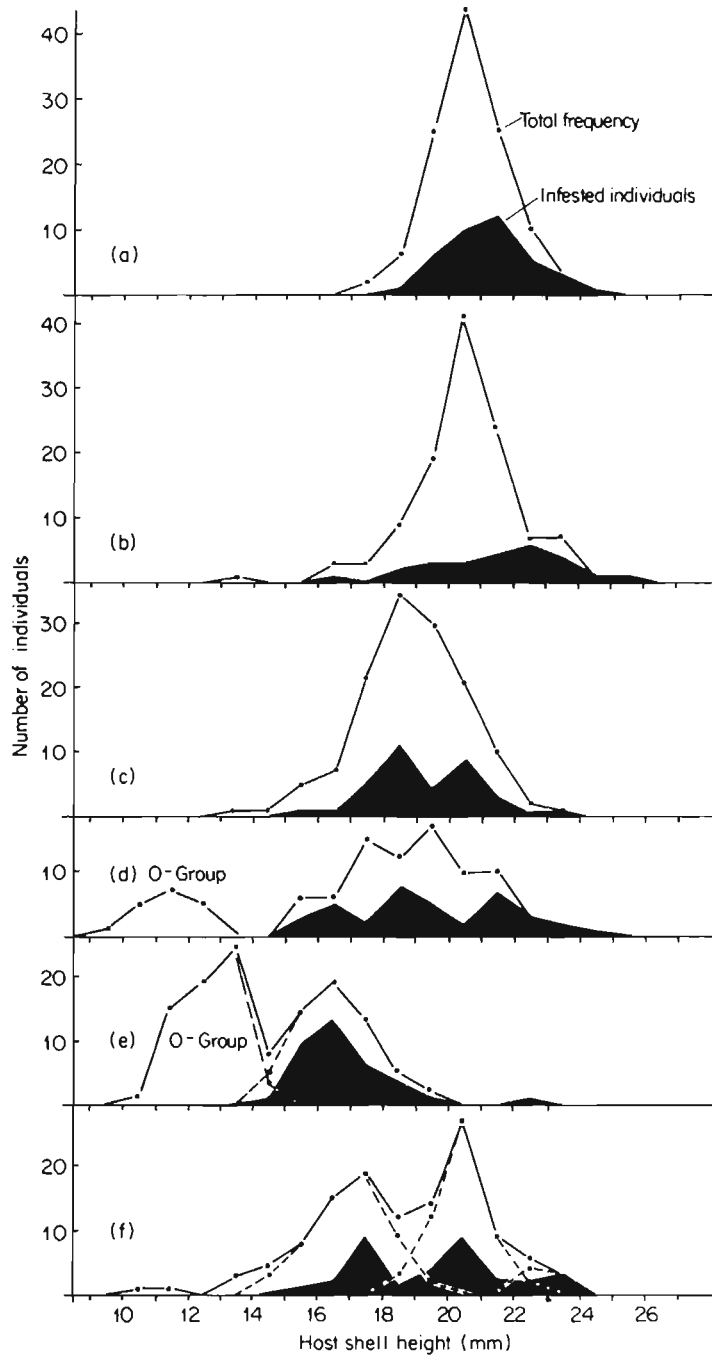 40
30
20
10
Total frequency
Infested individuals
(a)
40
30
20
10
(b)
30
20
10
(c)
10
(d) O-Group
20
10
(e)
O-Group
20
10
(f)
10 12 14 16 18 20 22 24 26
Host shell height (mm)
Number of individuals